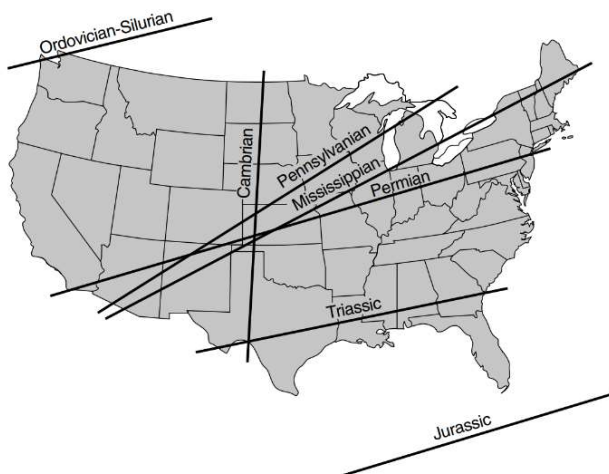 Ordovician-Silurian
Cambrian
Pennsylvanian
Mississippian
Permian
Triassic
Jurassic